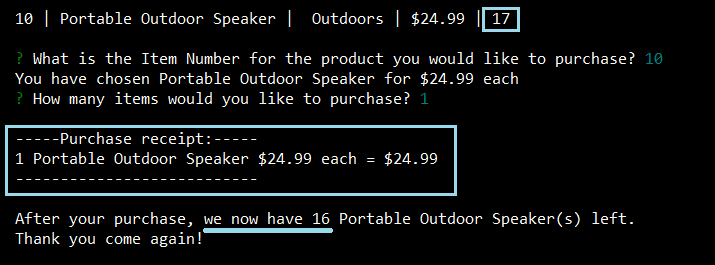 10 | Portable Outdoor Speaker | Outdoors | $24.99 | 17
? What is the Item Number for the product you would like to purchase? 10
You have chosen Portable Outdoor Speaker for $24.99 each
? How many items would you like to purchase? 1
-----Purchase receipt:-----
1 Portable Outdoor Speaker $24.99 each = $24.99
---------------------------
After your purchase, we now have 16 Portable Outdoor Speaker(s) left.
Thank you come again!